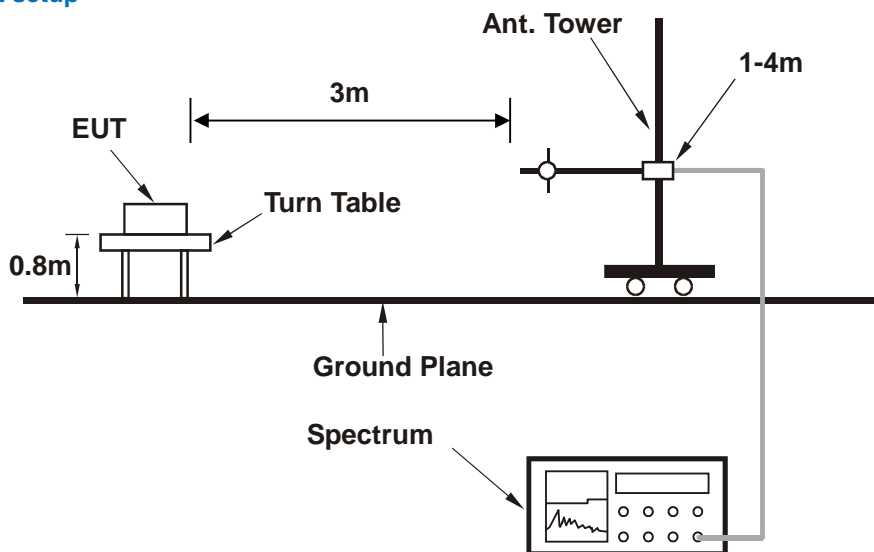 setup
Ant. Tower
1-4m
3m
EUT
Turn Table
0.8m
Ground Plane
Spectrum